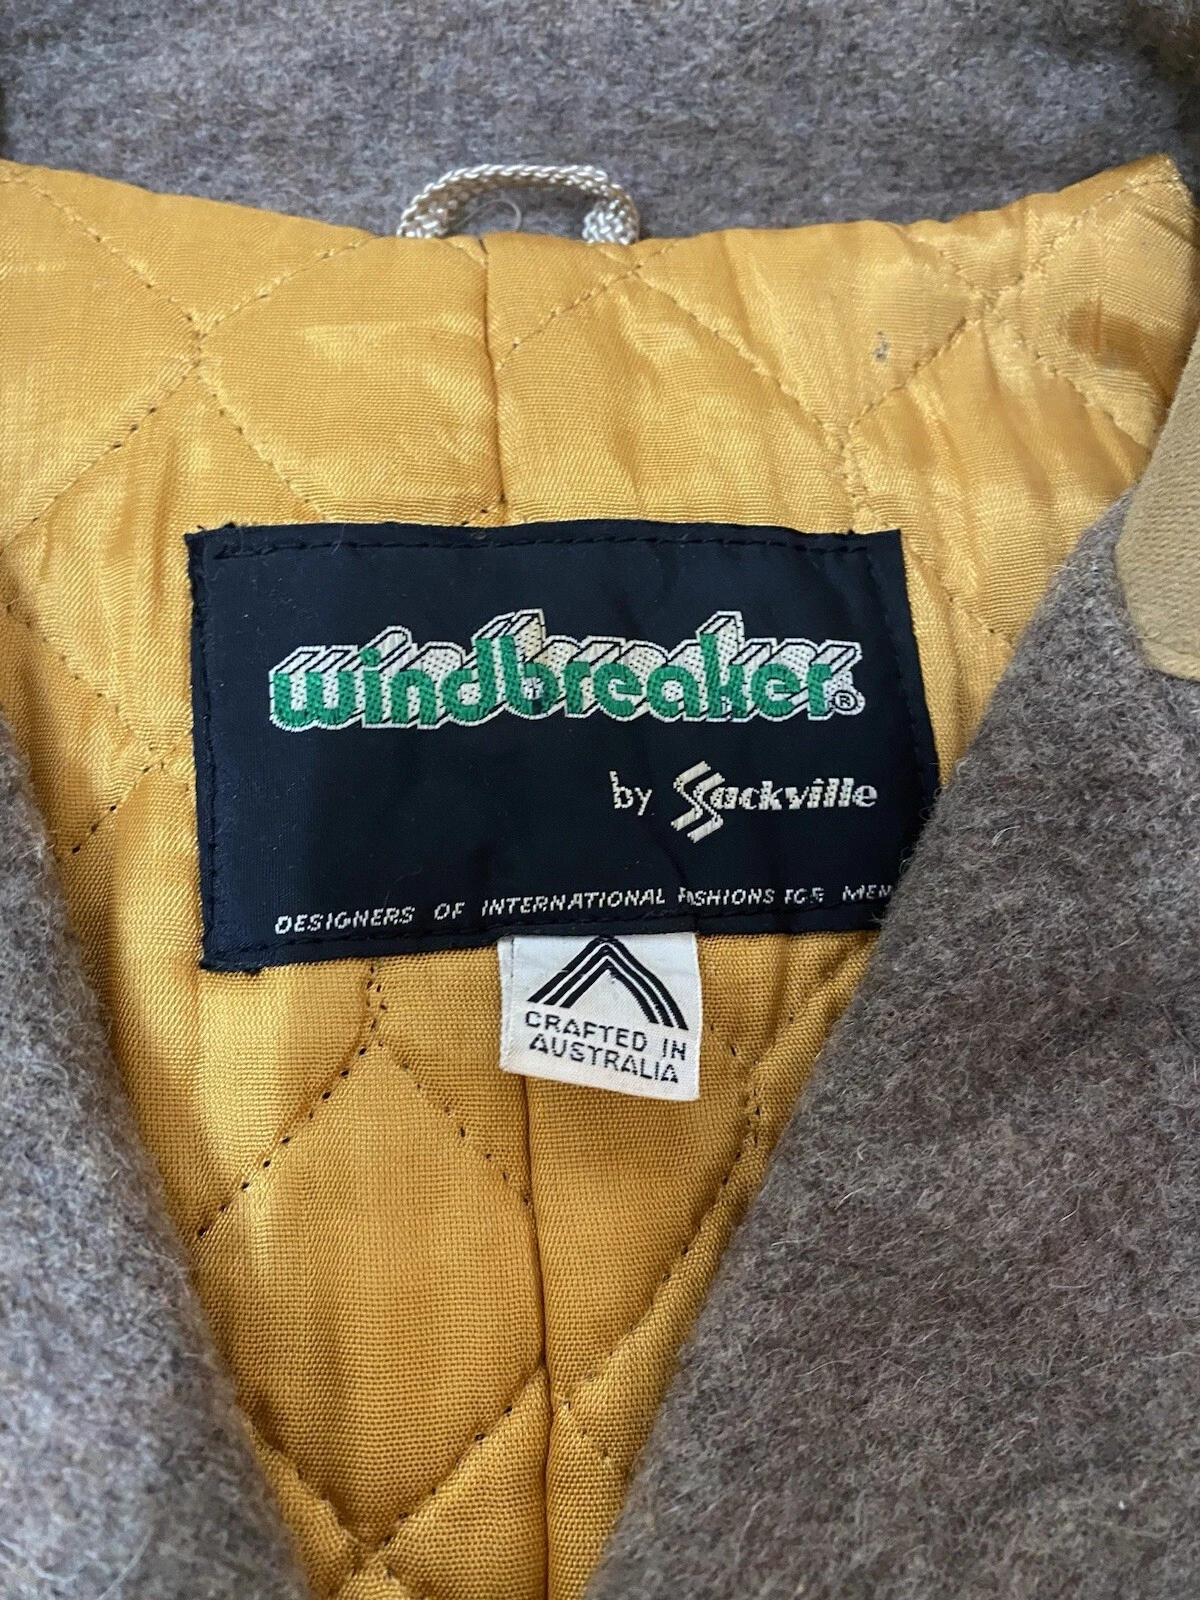 windbreaker®
by Sackville
DESIGNERS OF INTERNATIONAL FASHIONS FOR MEN
CRAFTED IN
AUSTRALIA